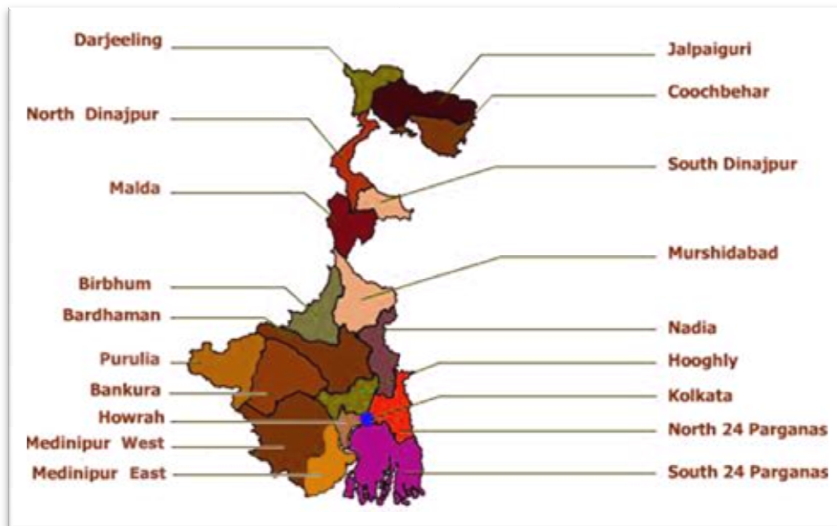 Darjeeling
North Dinajpur
Malda
Birbhum
Bardhaman
Purulia
Bankura
Howrah
Medinipur West
Medinipur East
Jalpaiguri
Coochbehar
South Dinajpur
Murshidabad
Nadia
Hooghly
Kolkata
North 24 Parganas
South 24 Parganas